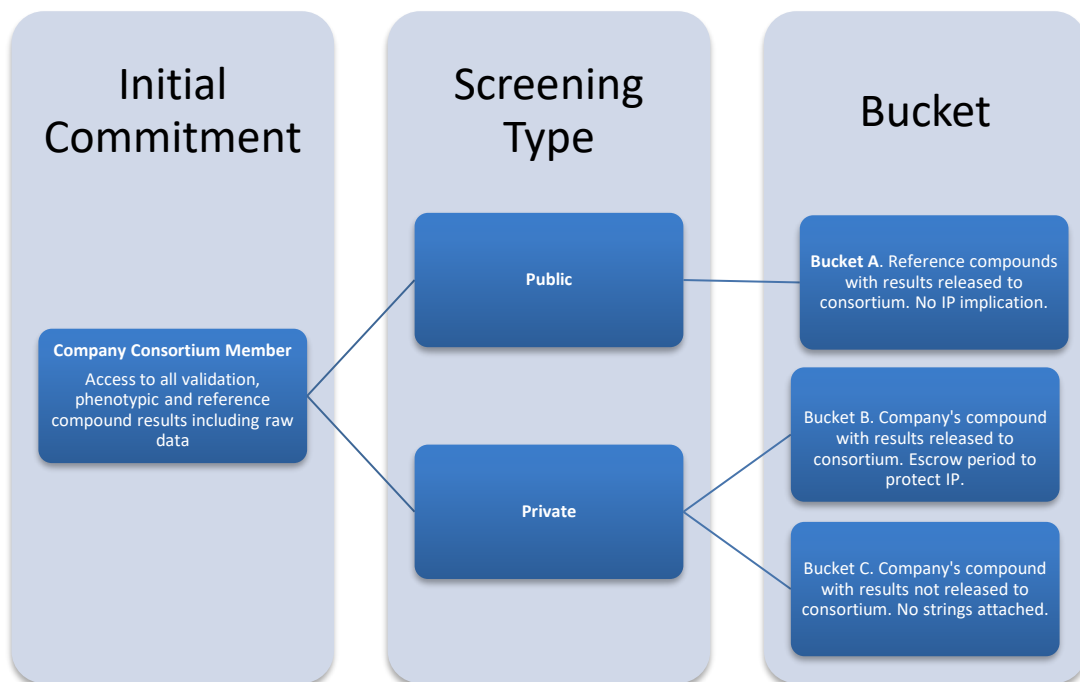 Initial
Commitment
Screening
Type
Bucket
Company Consortium Member
Access to all validation,
phenotypic and reference
compound results including raw
data
Public
Private
Bucket A. Reference compounds
with results released to
consortium. No IP implication.
Bucket B. Company's compound
with results released to
consortium. Escrow period to
protect IP.
Bucket C. Company's compound
with results not released to
consortium. No strings attached.